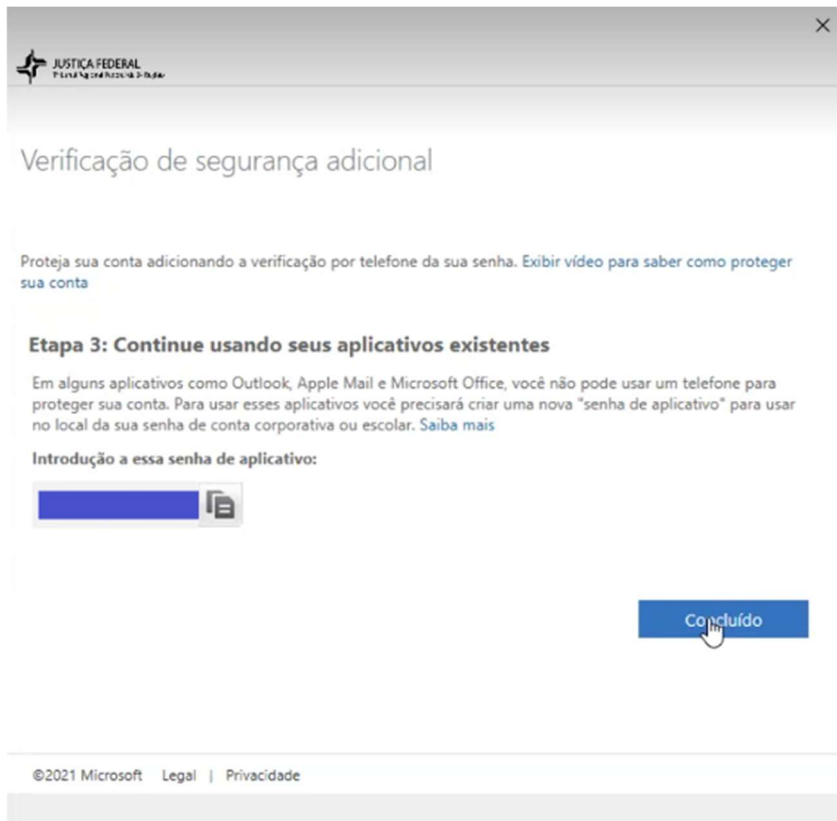 JUSTIÇA FEDERAL
Verificação de segurança adicional
Proteja sua conta adicionando a verificação por telefone da sua senha. Exibir vídeo para saber como proteger
sua conta
Etapa 3: Continue usando seus aplicativos existentes
Em alguns aplicativos como Outlook, Apple Mail e Microsoft Office, você não pode usar um telefone para
proteger sua conta. Para usar esses aplicativos você precisará criar uma nova "senha de aplicativo" para usar
no local da sua senha de conta corporativa ou escolar. Saiba mais
Introdução a essa senha de aplicativo:
Concluído
©2021 Microsoft Legal | Privacidade